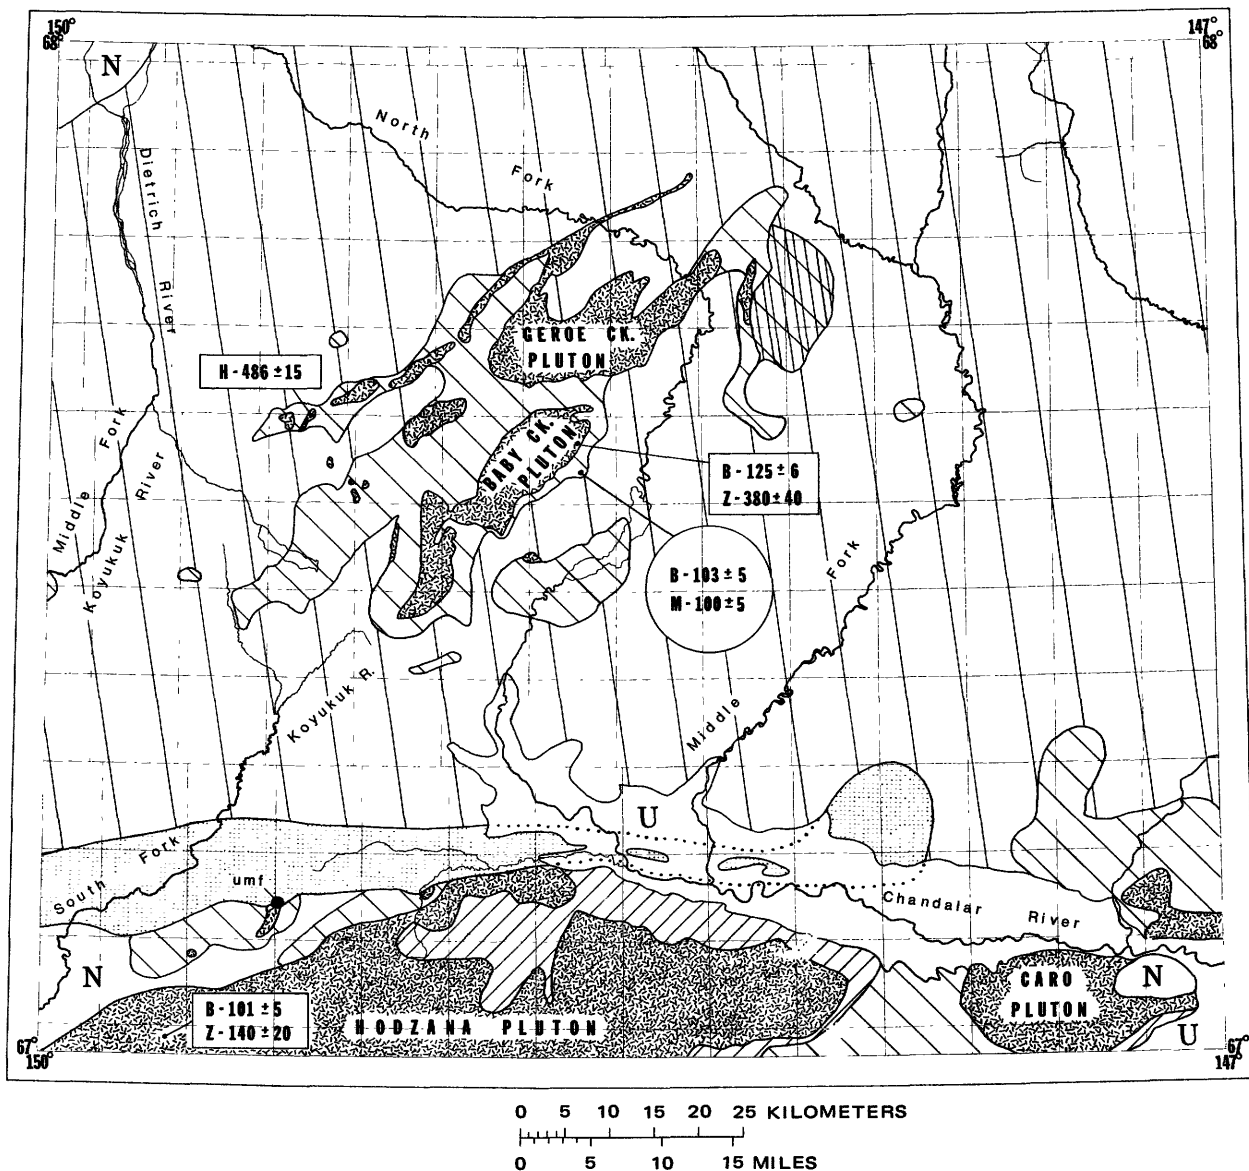 150°
147°
68°
68°
N
North
Fork
Dietrich
River
GEROE CK.
PLUTON
H-486±15
Middle Fork
Koyukuk River
BABY CK.
PLUTON
B-125±6
Z-380±40
B-103±5
M-100±5
Fork
Middle
Koyukuk R.
U
South Fork
umf
Chandalar River
N
CARO
PLUTON
N
B-101±5
Z-140±20
HODZANA PLUTON
U
67°
150°
67°
147°
0 5 10 15 20 25 KILOMETERS
0 5 10 15 MILES